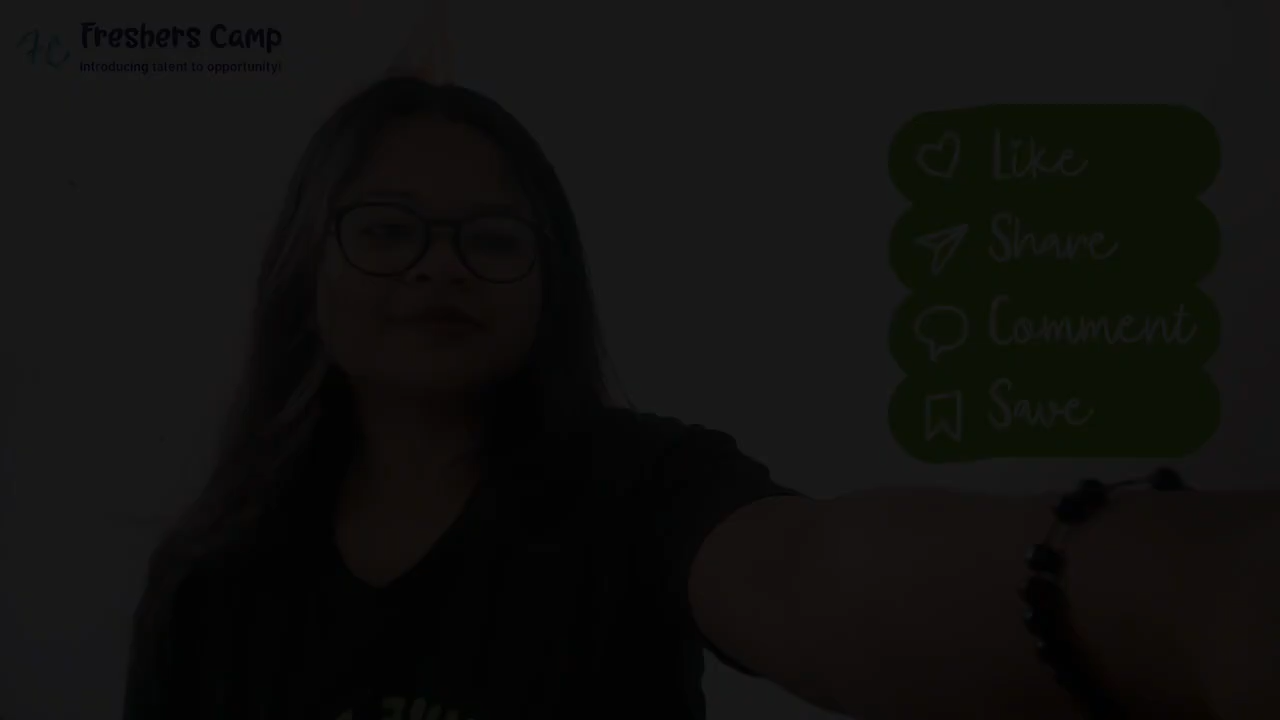 Freshers Camp
Introducing talent to opportunity!
Like
Share
Comment
Save